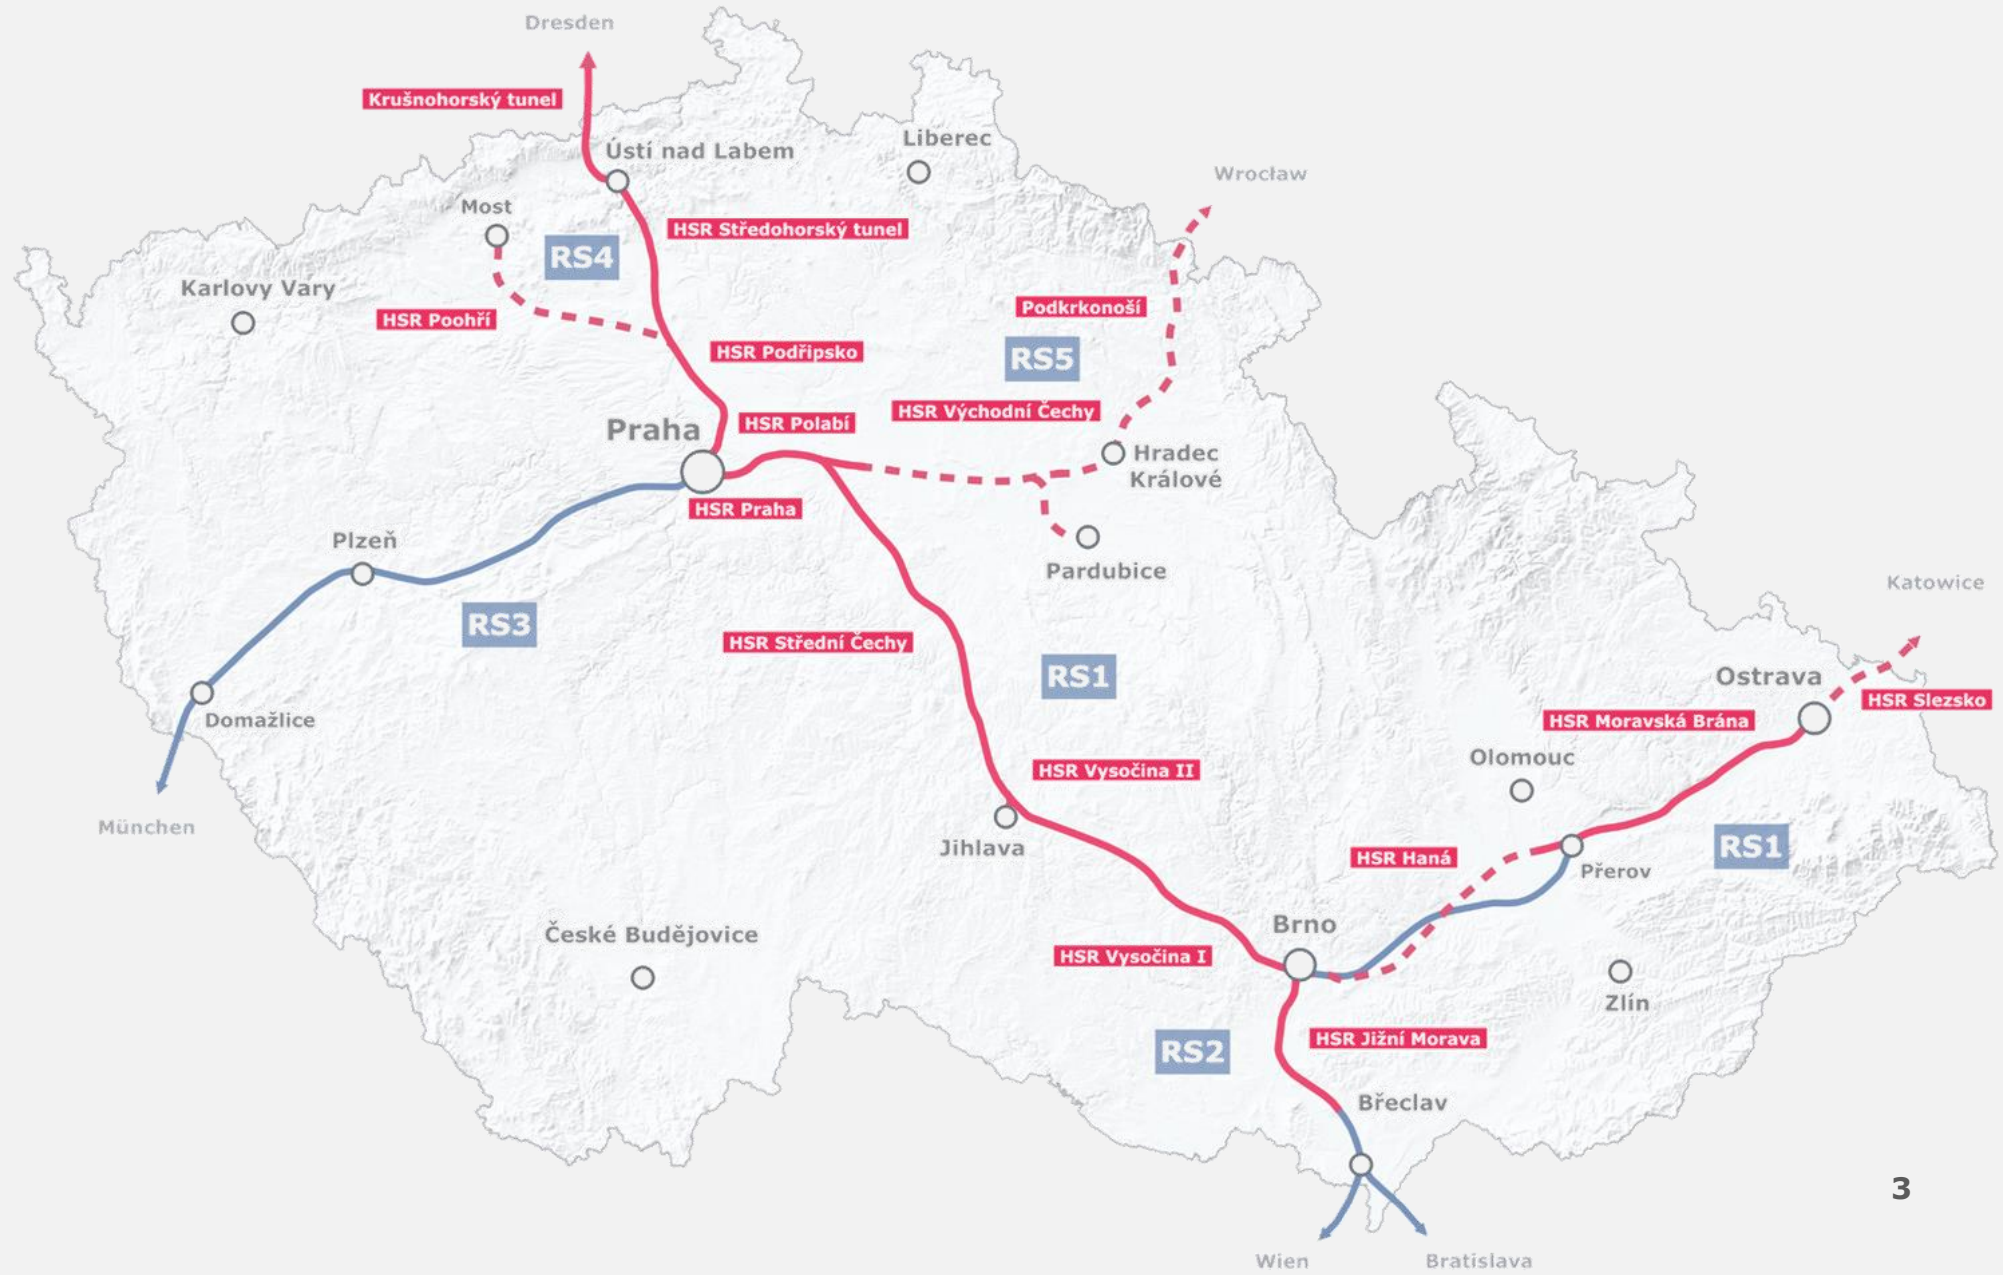 Dresden
Krušnohorský tunel
Liberec
Ústí nad Labem
Wrocław
Most
HSR Středohorský tunel
RS4
Karlovy Vary
Podkrkonoší
HSR Poohří
HSR Podřipsko
RS5
HSR Východní Čechy
HSR Polabí
Praha
Hradec
Králové
HSR Praha
Plzeň
Pardubice
Katowice
RS3
HSR Střední Čechy
RS1
Ostrava
HSR Slezsko
Domažlice
HSR Moravská Brána
Olomouc
HSR Vysočina II
München
Jihlava
RS1
HSR Haná
Přerov
Brno
České Budějovice
HSR Vysočina I
Zlín
HSR Jižní Morava
RS2
Břeclav
3
Wien
Bratislava